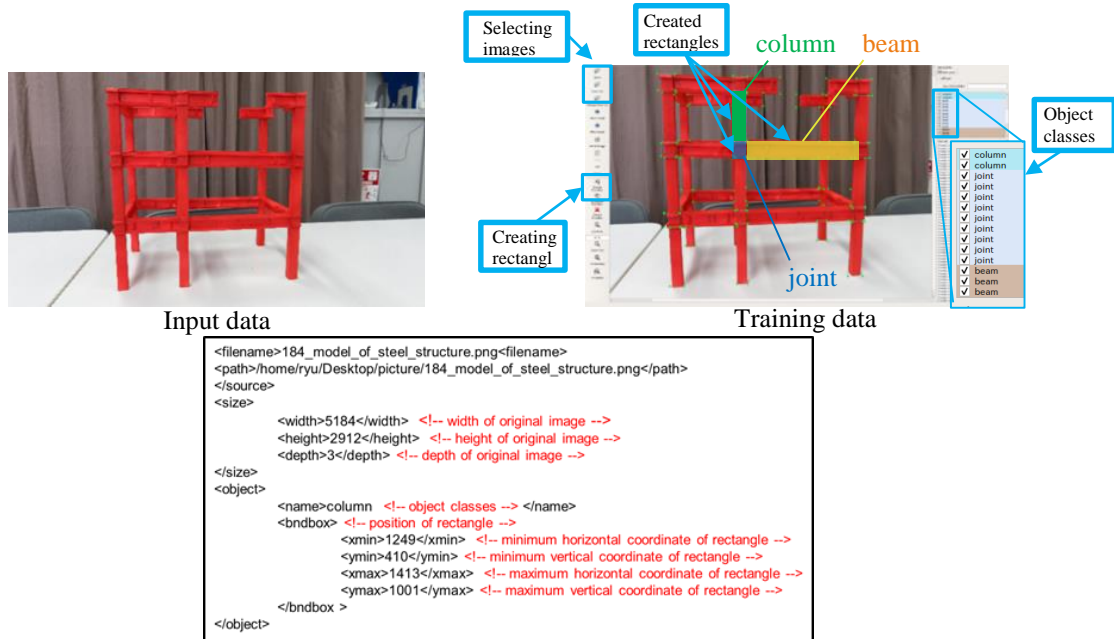 Selecting
images
Created
rectangles
column
beam
Object
classes
column
column
joint
joint
joint
joint
joint
joint
joint
joint
joint
beam
beam
beam
Creating
rectangl
joint
Input data
Training data
<filename>184_model_of_steel_structure.png<filename>
<path>/home/ryu/Desktop/picture/184_model_of_steel_structure.png</path>
</source>
<size>
<width>5184</width> <!-- width of original image -->
<height>2912</height> <!-- height of original image -->
<depth>3</depth> <!-- depth of original image -->
</size>
<object>
<name>column <!-- object classes --> </name>
<bndbox> <!-- position of rectangle -->
<xmin>1249</xmin> <!-- minimum horizontal coordinate of rectangle -->
<ymin>410</ymin> <!-- minimum vertical coordinate of rectangle -->
<xmax>1413</xmax> <!-- maximum horizontal coordinate of rectangle -->
<ymax>1001</ymax> <!-- maximum vertical coordinate of rectangle -->
</bndbox >
</object>